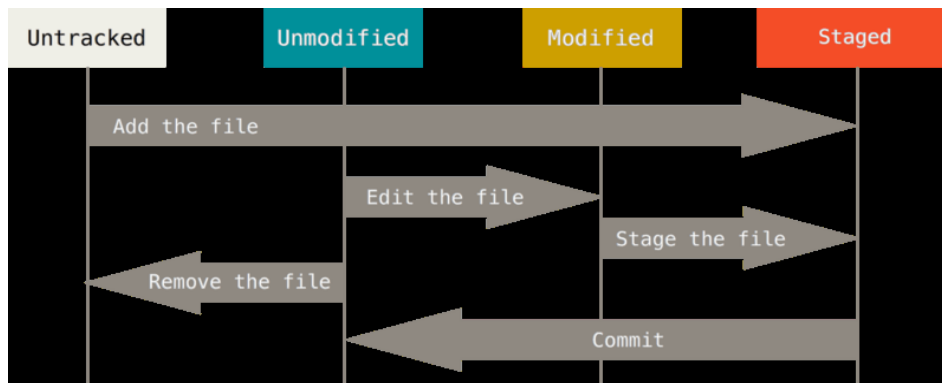 Untracked
Unmodified
Modified
Staged
Add the file
Edit the file
Stage the file
Remove the file
Commit